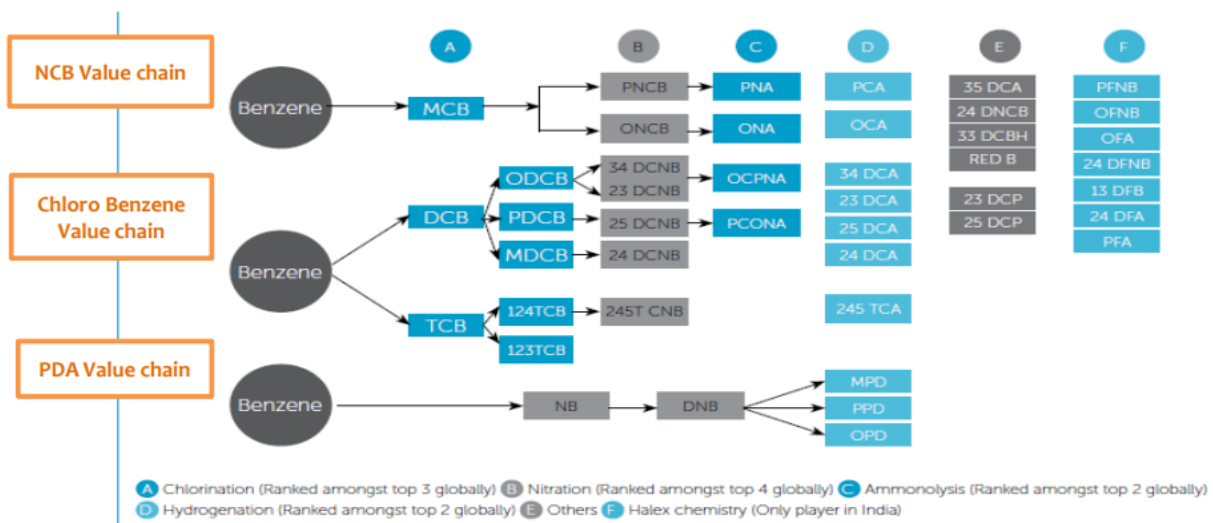 A B C D E F
NCB Value chain
Benzene
MCB
PNCB
PNA
PCA
35 DCA
PFNB
ONCB
ONA
OCA
24 DNCB
OFNB
33 DCBH
OFA
RED B
24 DFNB
Chloro Benzene
Value chain
Benzene
DCB
ODCB
34 DCNB
23 DCNB
OCPNA
34 DCA
23 DCA
23 DCP
13 DFB
PDCB
25 DCNB
PCONA
25 DCA
25 DCP
24 DFA
MDCB
24 DCNB
24 DCA
PFA
TCB
124TCB
245T CNB
245 TCA
123TCB
PDA Value chain
Benzene
NB
DNB
MPD
PPD
OPD
A Chlorination (Ranked amongst top 3 globally) B Nitration (Ranked amongst top 4 globally) C Ammonolysis (Ranked amongst top 2 globally)
D Hydrogenation (Ranked amongst top 2 globally) E Others F Halex chemistry (Only player in India)